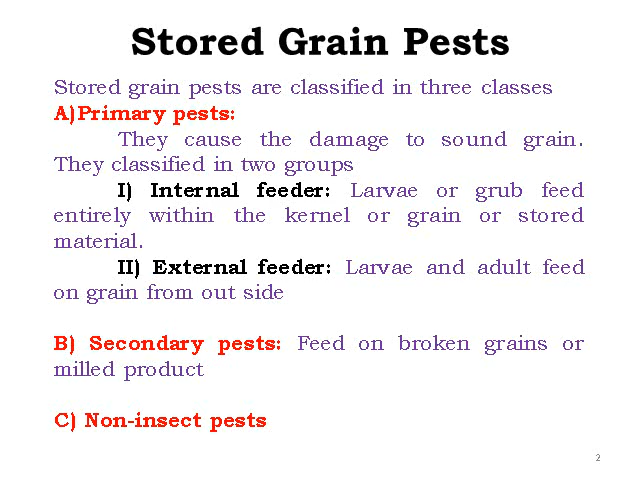 Stored Grain Pests
Stored grain pests are classified in three classes
A)Primary pests:
They cause the damage to sound grain.
They classified in two groups
I) Internal feeder: Larvae or grub feed
entirely within the kernel or grain or stored
material.
II) External feeder: Larvae and adult feed
on grain from out side
B) Secondary pests: Feed on broken grains or
milled product
C) Non-insect pests
2